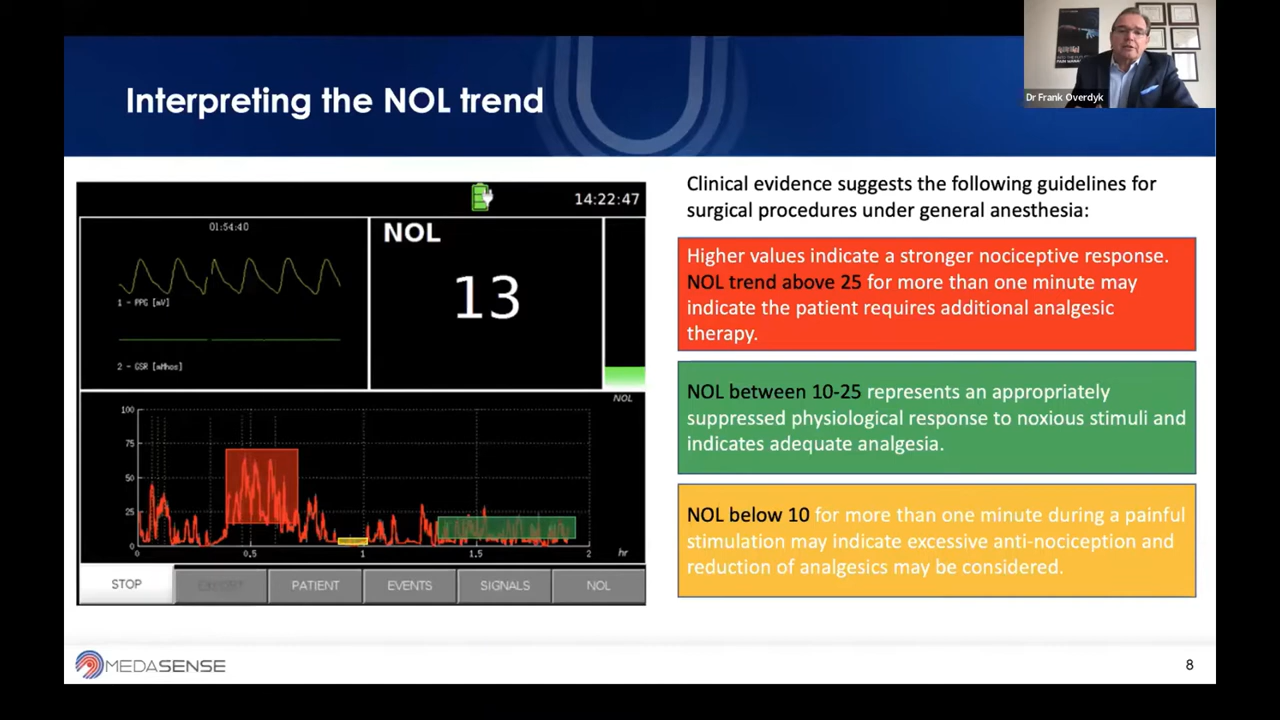 Interpreting the NOL trend
Dr Frank Overdyk
14:22:47
01:54:40
1 - PPG [mV]
2 - GSR [mMhos]
NOL
13
NOL
100
75
50
25
0
0
0.5
1
1.5
2
hr
STOP
PATIENT
EVENTS
SIGNALS
NOL
Clinical evidence suggests the following guidelines for
surgical procedures under general anesthesia:
Higher values indicate a stronger nociceptive response.
NOL trend above 25 for more than one minute may
indicate the patient requires additional analgesic
therapy.
NOL between 10-25 represents an appropriately
suppressed physiological response to noxious stimuli and
indicates adequate analgesia.
NOL below 10 for more than one minute during a painful
stimulation may indicate excessive anti-nociception and
reduction of analgesics may be considered.
MEDASENSE
8